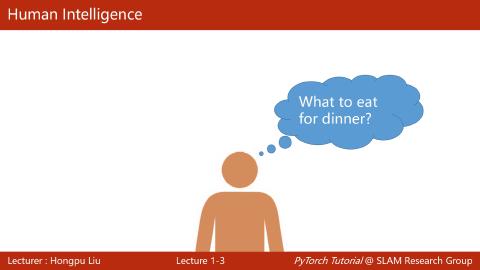 Human Intelligence
What to eat
for dinner?
Lecturer : Hongpu Liu
Lecture 1-3
PyTorch Tutorial @ SLAM Research Group